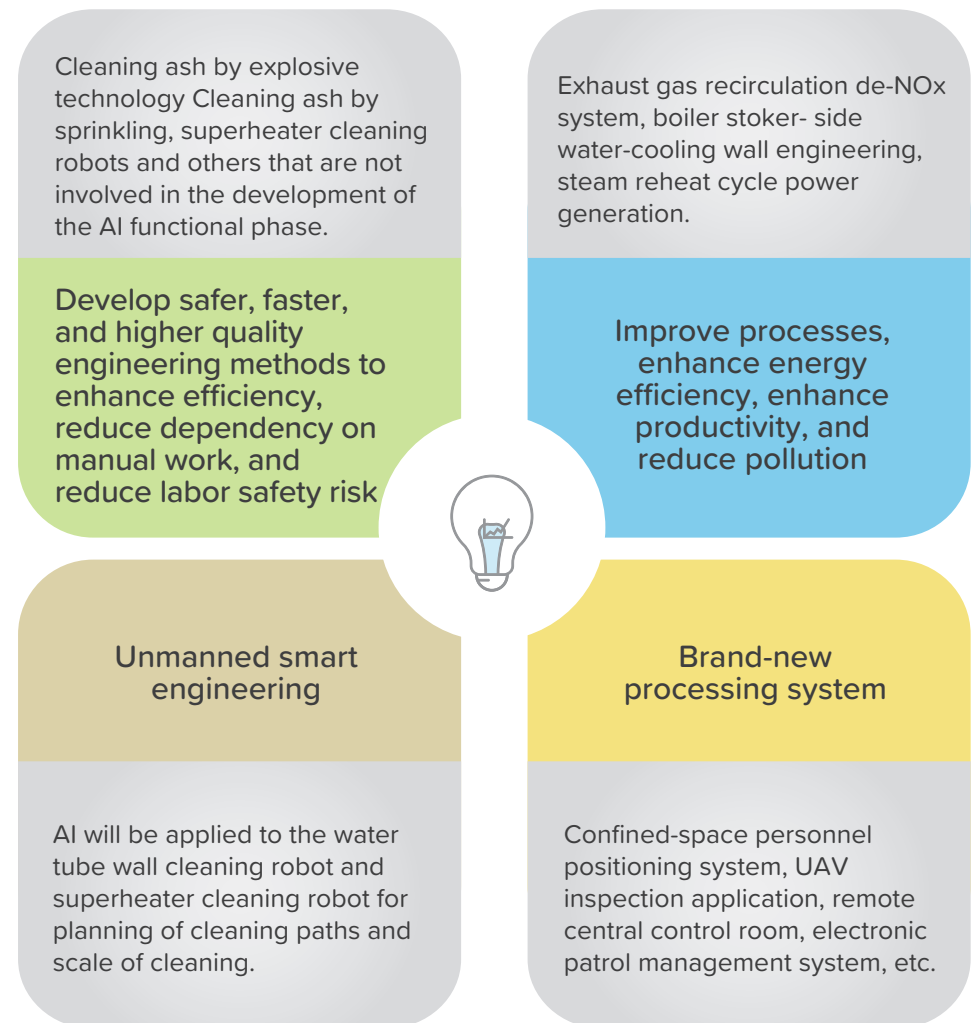 Cleaning ash by explosive
technology Cleaning ash by
sprinkling, superheater cleaning
robots and others that are not
involved in the development of
the AI functional phase.
Develop safer, faster,
and higher quality
engineering methods to
enhance efficiency,
reduce dependency on
manual work, and
reduce labor safety risk
Exhaust gas recirculation de-NOx
system, boiler stoker- side
water-cooling wall engineering,
steam reheat cycle power
generation.
Improve processes,
enhance energy
efficiency, enhance
productivity, and
reduce pollution
Unmanned smart
engineering
AI will be applied to the water
tube wall cleaning robot and
superheater cleaning robot for
planning of cleaning paths and
scale of cleaning.
Brand-new
processing system
Confined-space personnel
positioning system, UAV
inspection application, remote
central control room, electronic
patrol management system, etc.